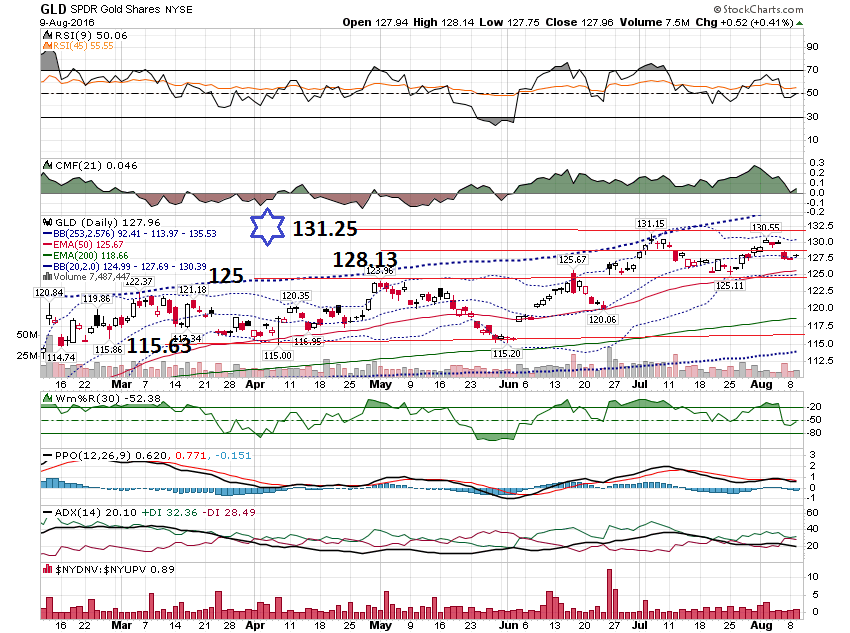 GLD SPDR Gold Shares NYSE © StockCharts.com
9-Aug-2016 Open 127.94 High 128.14 Low 127.75 Close 127.96 Volume 7.5M Chg +0.52 (+0.41%)
RSI(9) 50.06
RSI(45) 55.55
90
70
50
30
10
CMF(21) 0.046
0.3
0.2
0.1
0.0
-0.1
-0.2
GLD (Daily) 127.96
BB(253,2.576) 92.41 - 113.97 - 135.53
EMA(50) 125.67
EMA(200) 118.66
BB(20,2.0) 124.99 - 127.69 - 130.39
Volume 7,487,447
131.25
128.13
125
115.63
120.84
114.74
119.86
115.86
122.37
121.18
117.34
115.00
120.35
116.95
123.96
115.20
125.67
120.06
131.15
125.11
130.55
132.5
130.0
127.5
125.0
122.5
120.0
117.5
115.0
112.5
50M
25M
16 22 Mar 7 14 21 28 Apr 11 18 25 May 9 16 23 Jun 6 13 20 27 Jul 11 18 25 Aug 8
Wm%R(30) -52.38
-20
-50
-80
PPO(12,26,9) 0.620, 0.771, -0.151
3
2
1
0
-1
ADX(14) 20.10 +DI 32.36 -DI 28.49
60
40
20
$NYDNV:$NYUPV 0.89
10
5
0
16 22 Mar 7 14 21 28 Apr 11 18 25 May 9 16 23 Jun 6 13 20 27 Jul 11 18 25 Aug 8